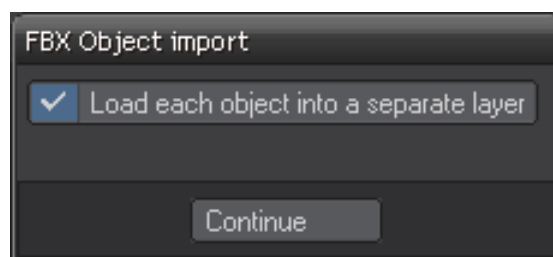 FBX Object import
Load each object into a separate layer
Continue